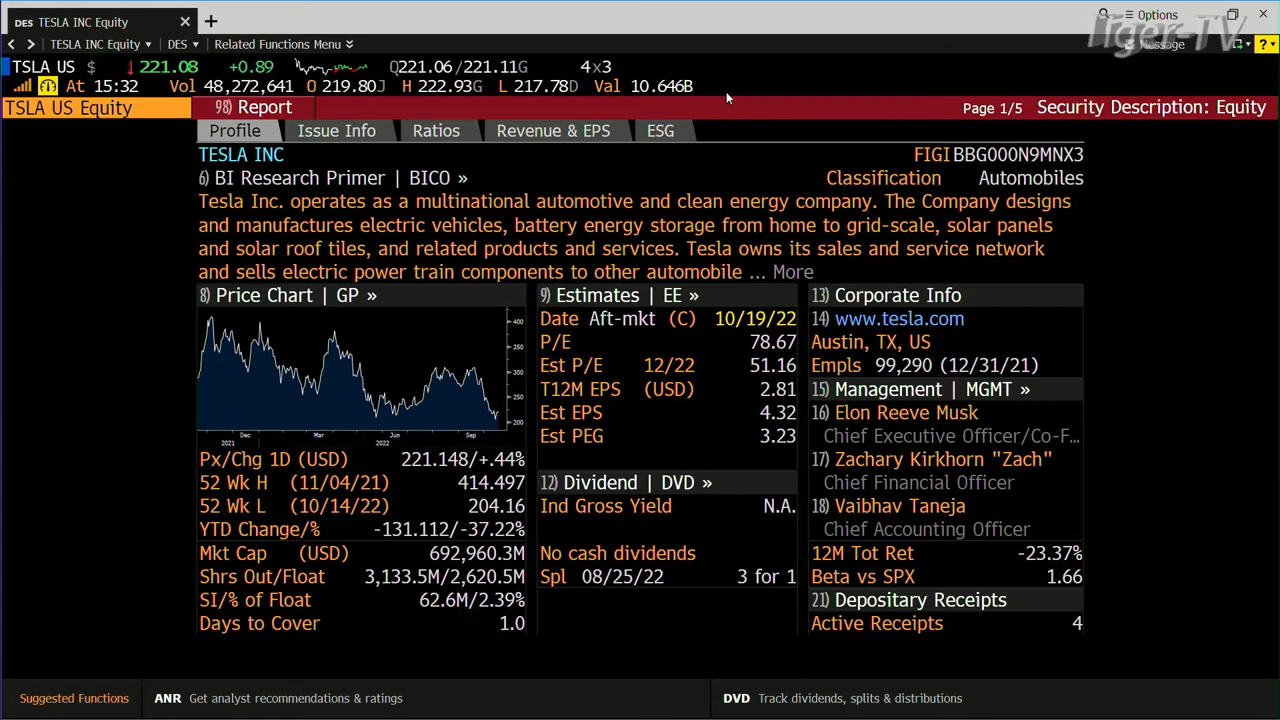 DES TESLA INC Equity
Options
TESLA INC Equity DES Related Functions Menu
Message
Tiger-TV
TSLA US $ ↓221.08 +0.89 Q221.06/221.11G 4x3
At 15:32 Vol 48,272,641 O 219.80J H 222.93G L 217.78D Val 10.646B
TSLA US Equity 98) Report Page 1/5 Security Description: Equity
Profile Issue Info Ratios Revenue & EPS ESG
TESLA INC FIGI BBG000N9MNX3
6) BI Research Primer | BICO » Classification Automobiles
Tesla Inc. operates as a multinational automotive and clean energy company. The Company designs
and manufactures electric vehicles, battery energy storage from home to grid-scale, solar panels
and solar roof tiles, and related products and services. Tesla owns its sales and service network
and sells electric power train components to other automobile ... More
8) Price Chart | GP »
400
350
300
250
200
Dec Mar Jun Sep
2021 2022
Px/Chg 1D (USD) 221.148/+.44%
52 Wk H (11/04/21) 414.497
52 Wk L (10/14/22) 204.16
YTD Change/% -131.112/-37.22%
Mkt Cap (USD) 692,960.3M
Shrs Out/Float 3,133.5M/2,620.5M
SI/% of Float 62.6M/2.39%
Days to Cover 1.0
9) Estimates | EE »
Date Aft-mkt (C) 10/19/22
P/E 78.67
Est P/E 12/22 51.16
T12M EPS (USD) 2.81
Est EPS 4.32
Est PEG 3.23
12) Dividend | DVD »
Ind Gross Yield N.A.
No cash dividends
Spl 08/25/22 3 for 1
13) Corporate Info
14) www.tesla.com
Austin, TX, US
Empls 99,290 (12/31/21)
15) Management | MGMT »
16) Elon Reeve Musk
Chief Executive Officer/Co-F...
17) Zachary Kirkhorn "Zach"
Chief Financial Officer
18) Vaibhav Taneja
Chief Accounting Officer
12M Tot Ret -23.37%
Beta vs SPX 1.66
21) Depositary Receipts
Active Receipts 4
Suggested Functions ANR Get analyst recommendations & ratings DVD Track dividends, splits & distributions